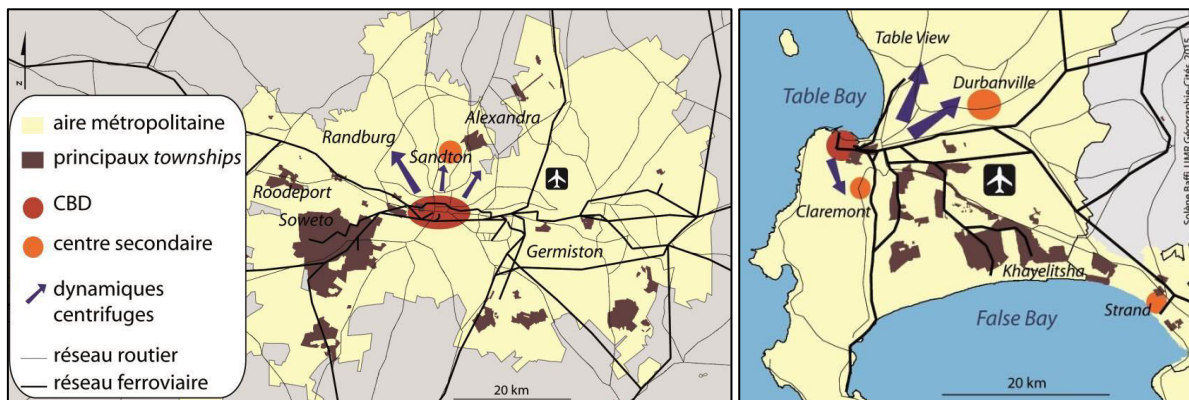 N
aire métropolitaine
principaux townships
CBD
centre secondaire
dynamiques
centrifuges
réseau routier
réseau ferroviaire
Randburg
Alexandra
Sandton
Roodeport
Soweto
Germiston
20 km
Table View
Durbanville
Table Bay
Claremont
Khayelitsha
Strand
False Bay
20 km
Solène Baffi, UMR Géographie-Cités, 2015